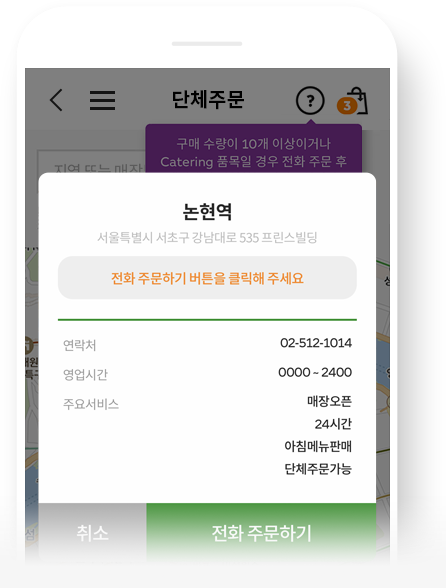 단체주문
?
3
구매 수량이 10개 이상이거나
Catering 품목일 경우 전화 주문 후
지역 또는 매장
논현역
서울특별시 서초구 강남대로 535 프린스빌딩
전화 주문하기 버튼을 클릭해 주세요
연락처 02-512-1014
영업시간 0000 ~ 2400
주요서비스 매장오픈
24시간
아침메뉴판매
단체주문가능
취소 전화 주문하기